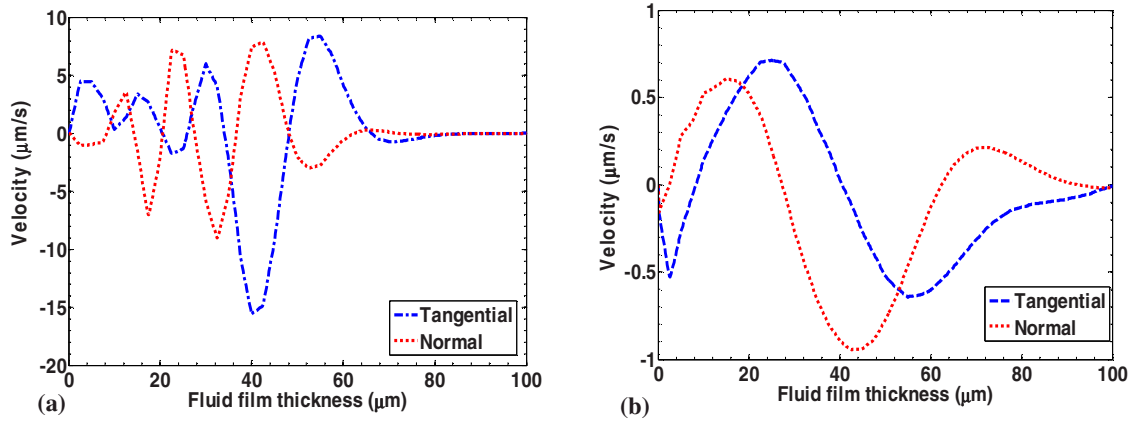 10
5
0
-5
-10
-15
-20
Velocity (μm/s)
Tangential
Normal
0 20 40 60 80 100
Fluid film thickness (μm)
(a)
1
0.5
0
-0.5
-1
Velocity (μm/s)
Tangential
Normal
0 20 40 60 80 100
Fluid film thickness (μm)
(b)